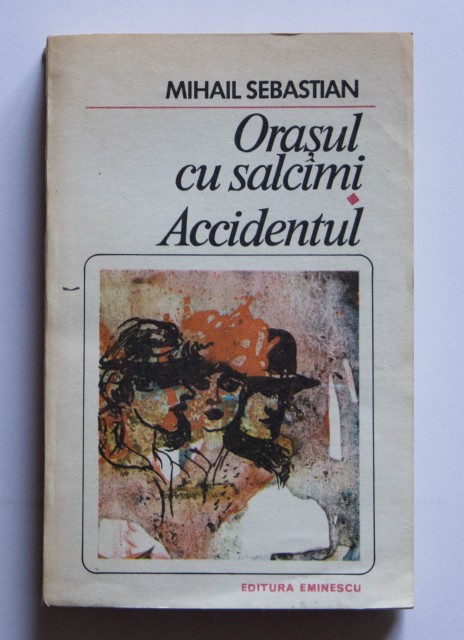 MIHAIL SEBASTIAN
Orașul
cu salcîmi
Accidentul
EDITURA EMINESCU